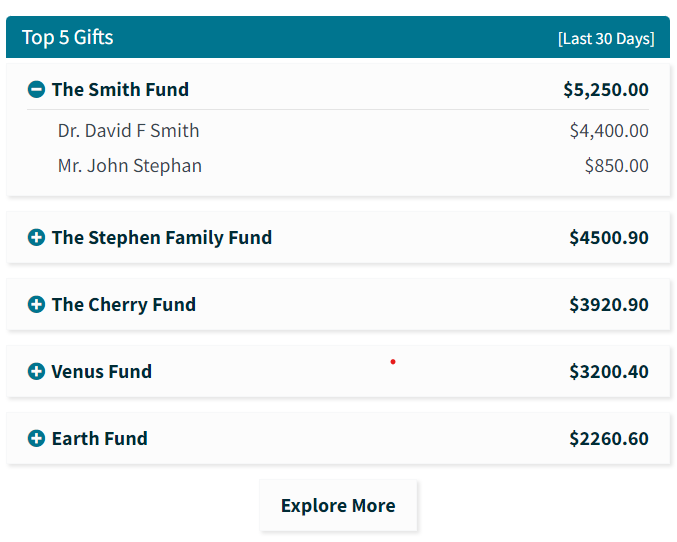 Top 5 Gifts [Last 30 Days]
The Smith Fund $5,250.00
Dr. David F Smith $4,400.00
Mr. John Stephan $850.00
The Stephen Family Fund $4500.90
The Cherry Fund $3920.90
Venus Fund $3200.40
Earth Fund $2260.60
Explore More